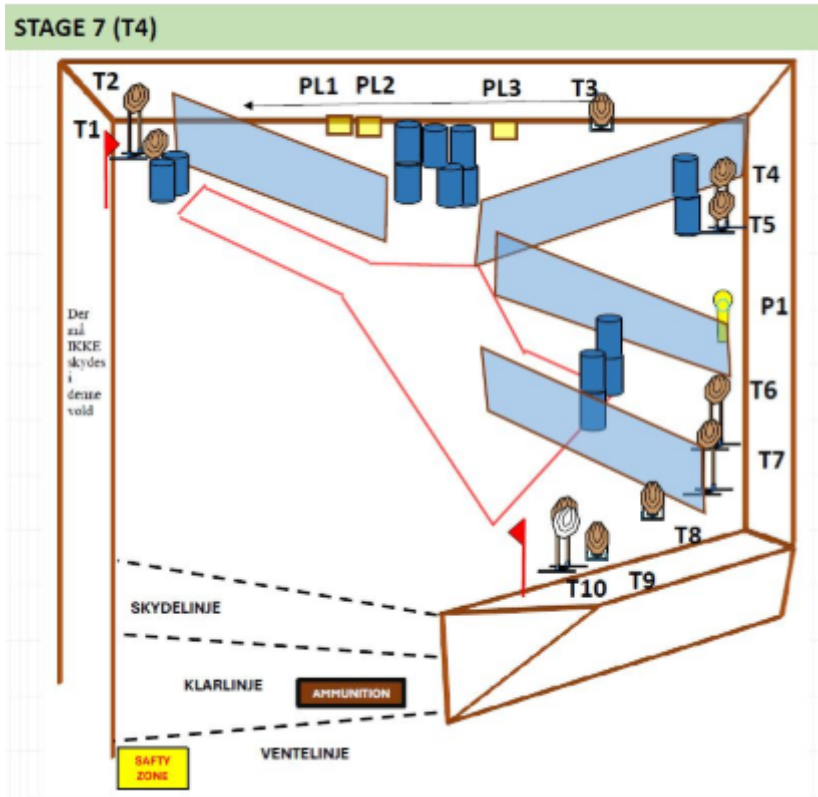 STAGE 7 (T4)
T2
PL1
PL2
PL3
T3
T1
T4
T5
P1
Der
må
IKKE
skydes
i
denne
vold
T6
T7
T8
T10
T9
SKYDELINJE
KLARLINJE
AMMUNITION
VENTELINJE
SAFTY
ZONE